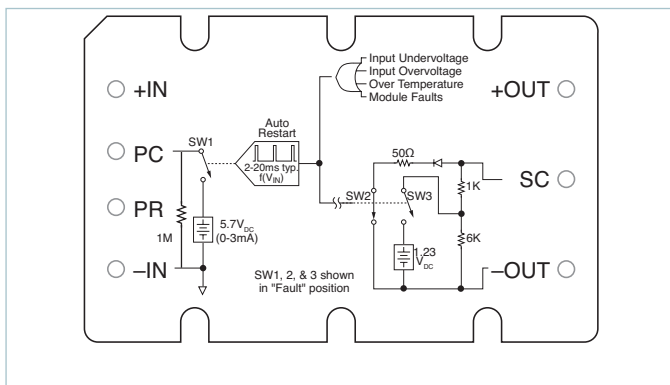 Input Undervoltage
Input Overvoltage
Over Temperature
Module Faults
+IN
+OUT
Auto
Restart
PC
SW1
2-20ms typ.
f(VIN)
50Ω
SC
PR
SW2
SW3
1K
1M
5.7VDC
(0-3mA)
6K
1.23
VDC
–IN
–OUT
SW1, 2, & 3 shown
in "Fault" position